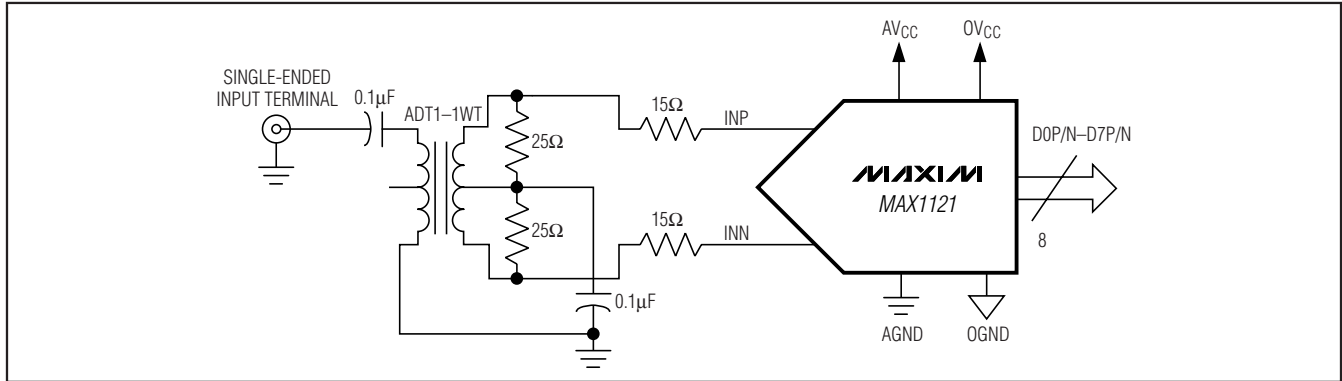 SINGLE-ENDED
INPUT TERMINAL
0.1µF
ADT1–1WT
25Ω
25Ω
0.1µF
15Ω
INP
15Ω
INN
AVCC
OVCC
MAXIM
MAX1121
D0P/N–D7P/N
8
AGND
OGND